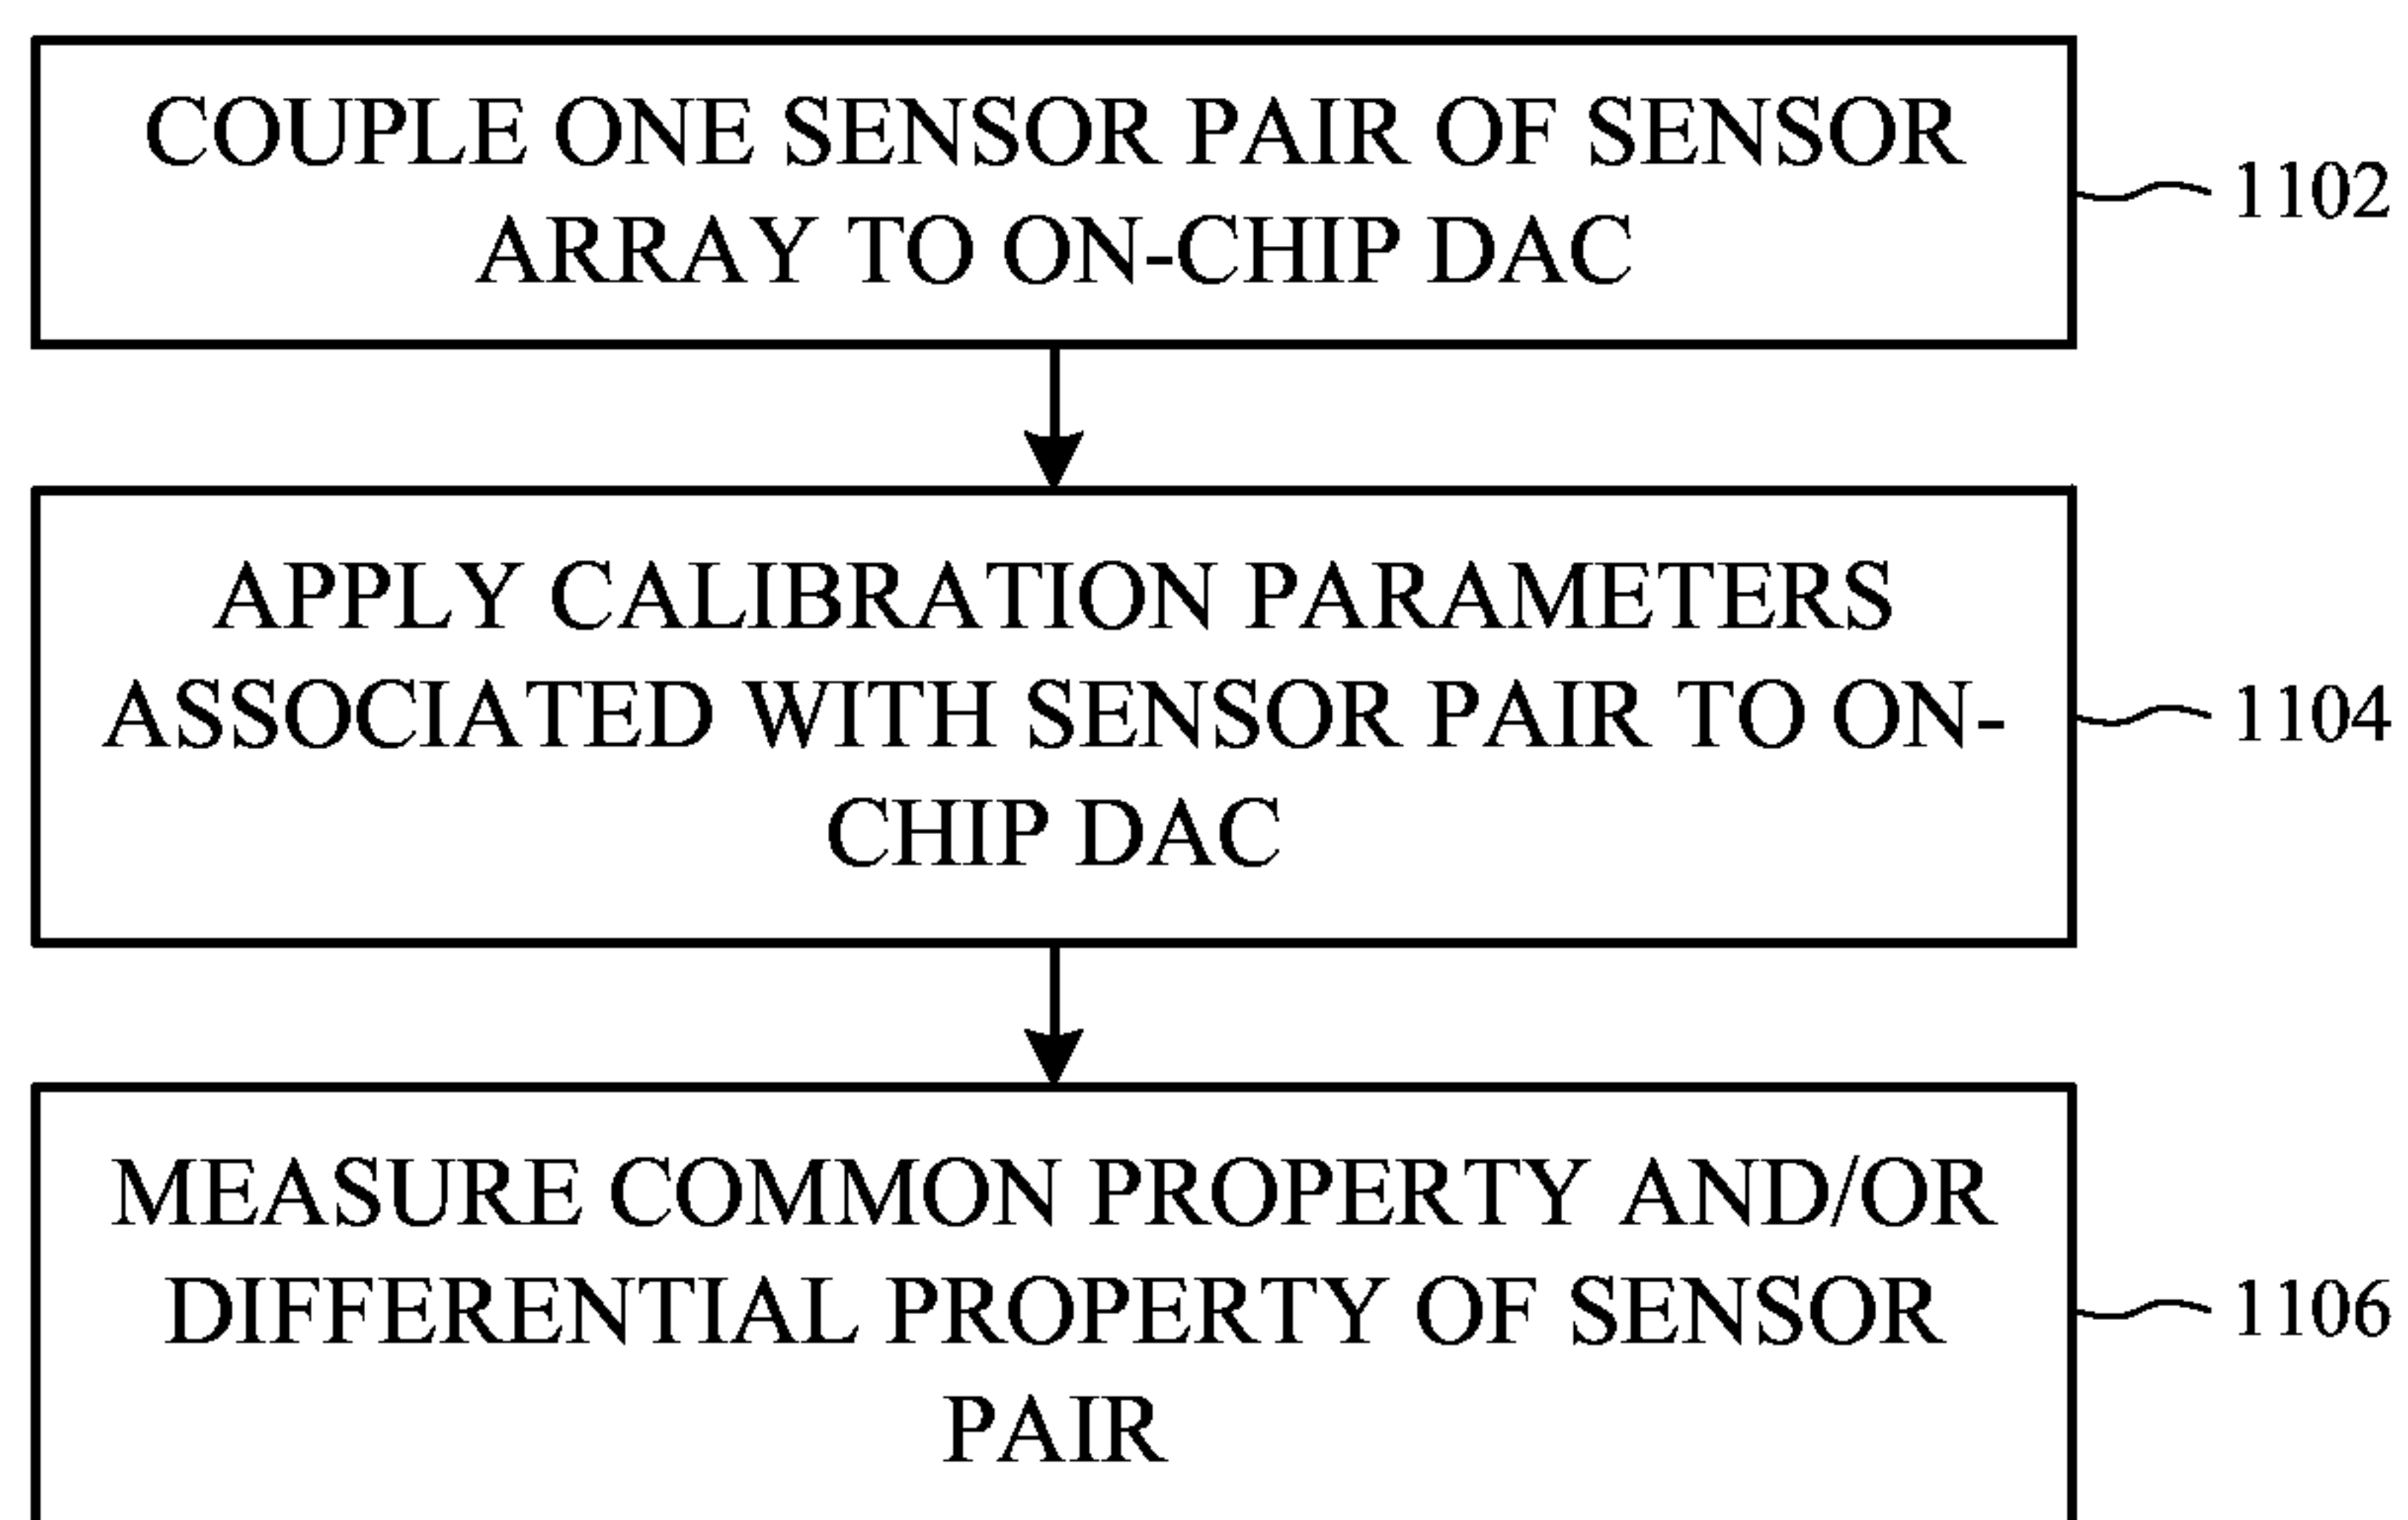 COUPLE ONE SENSOR PAIR OF SENSOR
ARRAY TO ON-CHIP DAC
1102
APPLY CALIBRATION PARAMETERS
ASSOCIATED WITH SENSOR PAIR TO ON-
CHIP DAC
1104
MEASURE COMMON PROPERTY AND/OR
DIFFERENTIAL PROPERTY OF SENSOR
PAIR
1106